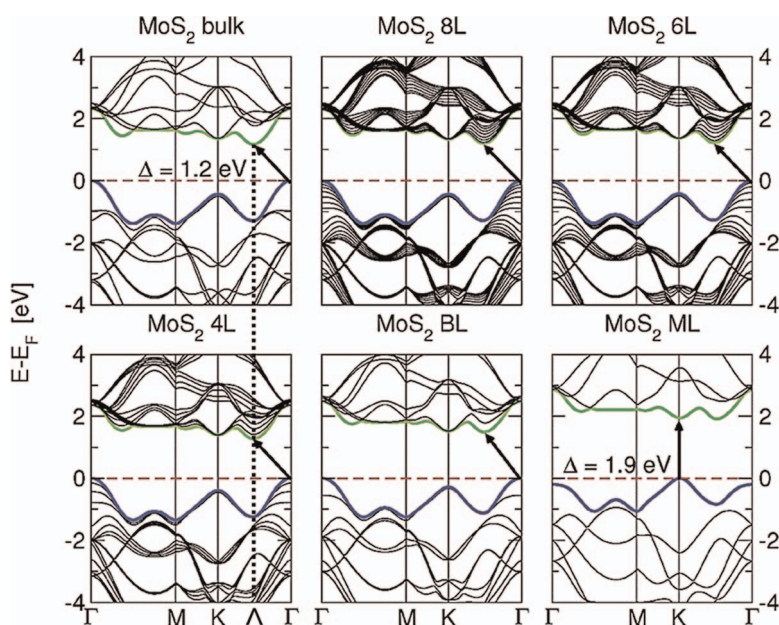 MoS₂ bulk MoS₂ 8L MoS₂ 6L
4 4
2 2
Δ = 1.2 eV
0 0
-2 -2
-4 -4
MoS₂ 4L MoS₂ BL MoS₂ ML
E-E_F [eV]
4 4
2 2
Δ = 1.9 eV
0 0
-2 -2
-4 -4
Γ M K Λ Γ Γ M K Γ Γ M K Γ